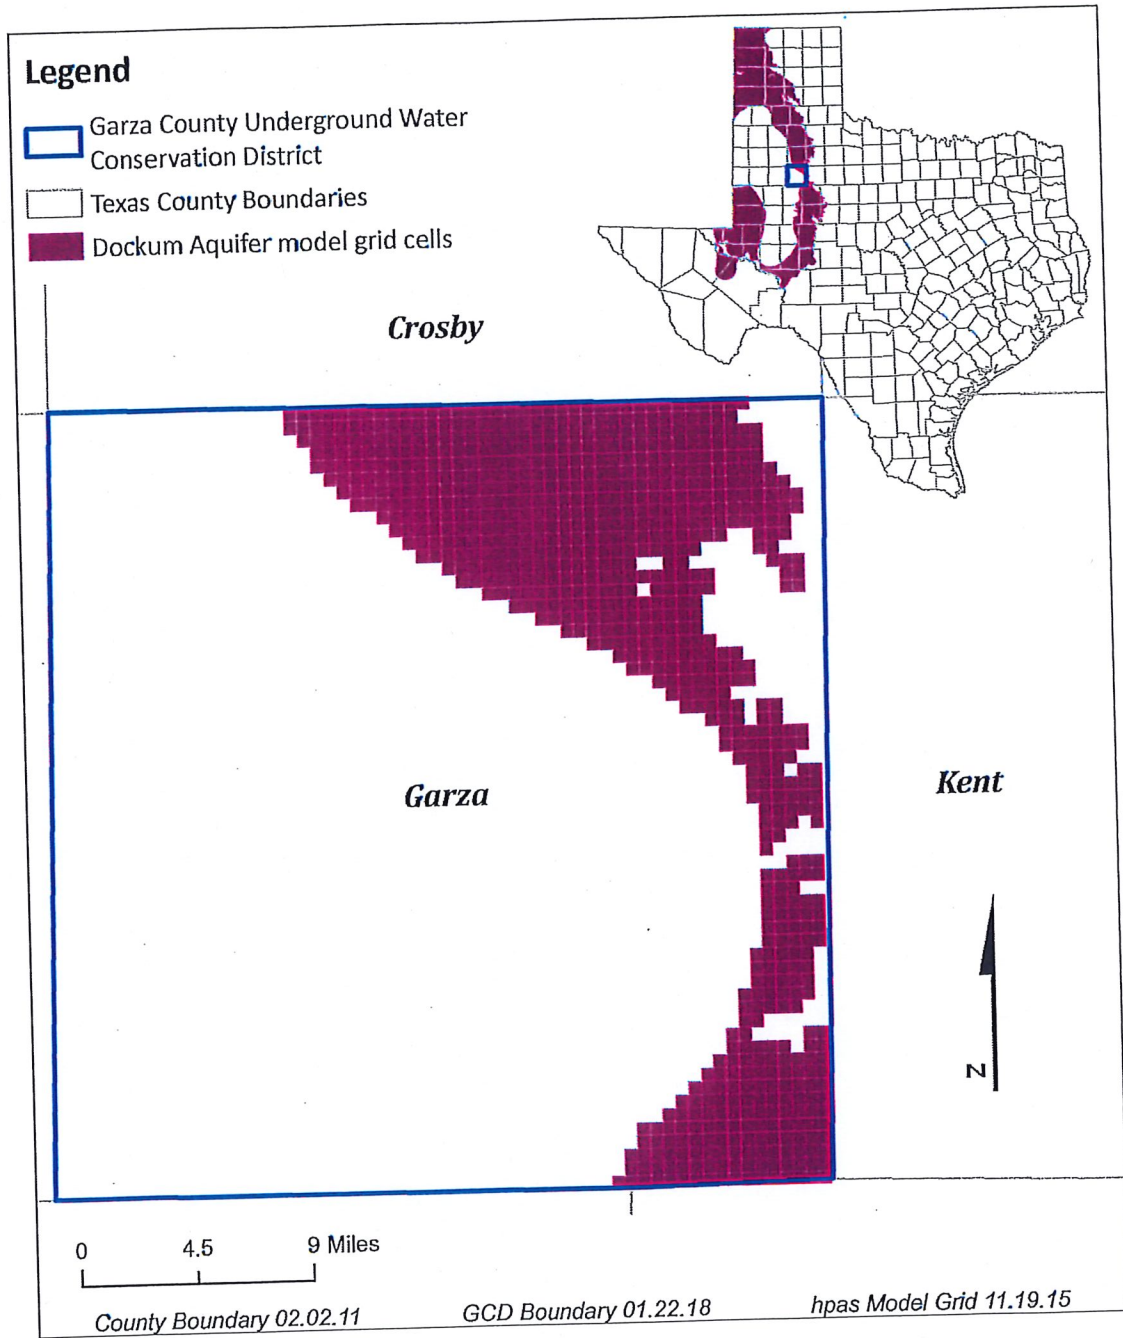 Legend
Garza County Underground Water
Conservation District
Texas County Boundaries
Dockum Aquifer model grid cells
Crosby
Garza
Kent
N
0 4.5 9 Miles
County Boundary 02.02.11 GCD Boundary 01.22.18 hpas Model Grid 11.19.15